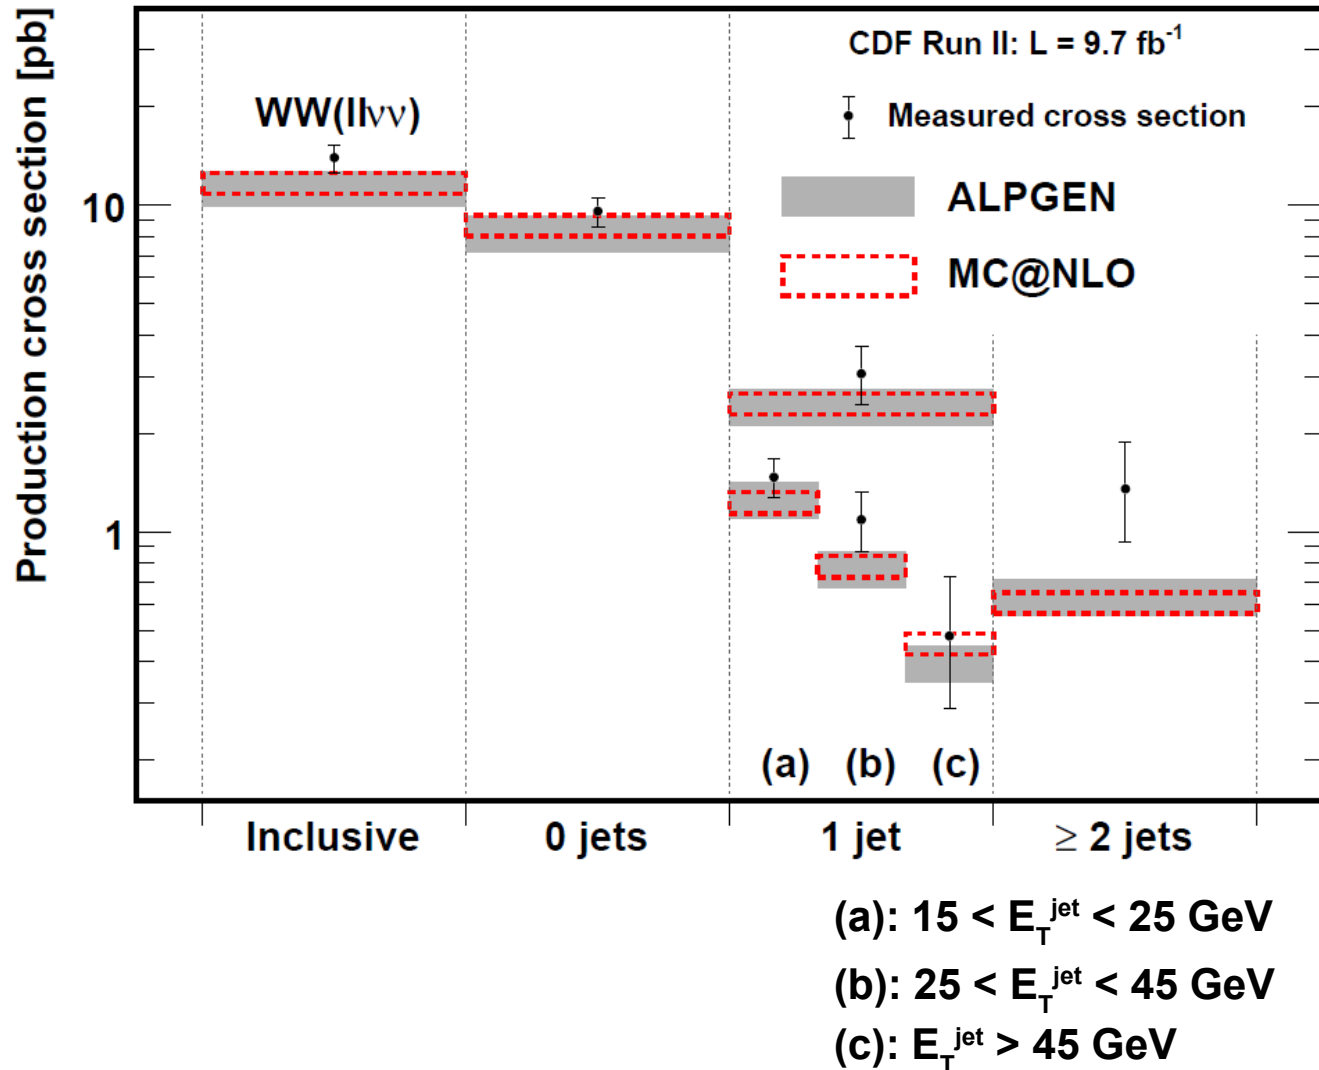 Production cross section [pb]
CDF Run II: L = 9.7 fb⁻¹
Measured cross section
ALPGEN
MC@NLO
WW(llνν)
10
1
(a) (b) (c)
Inclusive 0 jets 1 jet ≥ 2 jets
(a): 15 < E_T^jet < 25 GeV
(b): 25 < E_T^jet < 45 GeV
(c): E_T^jet > 45 GeV